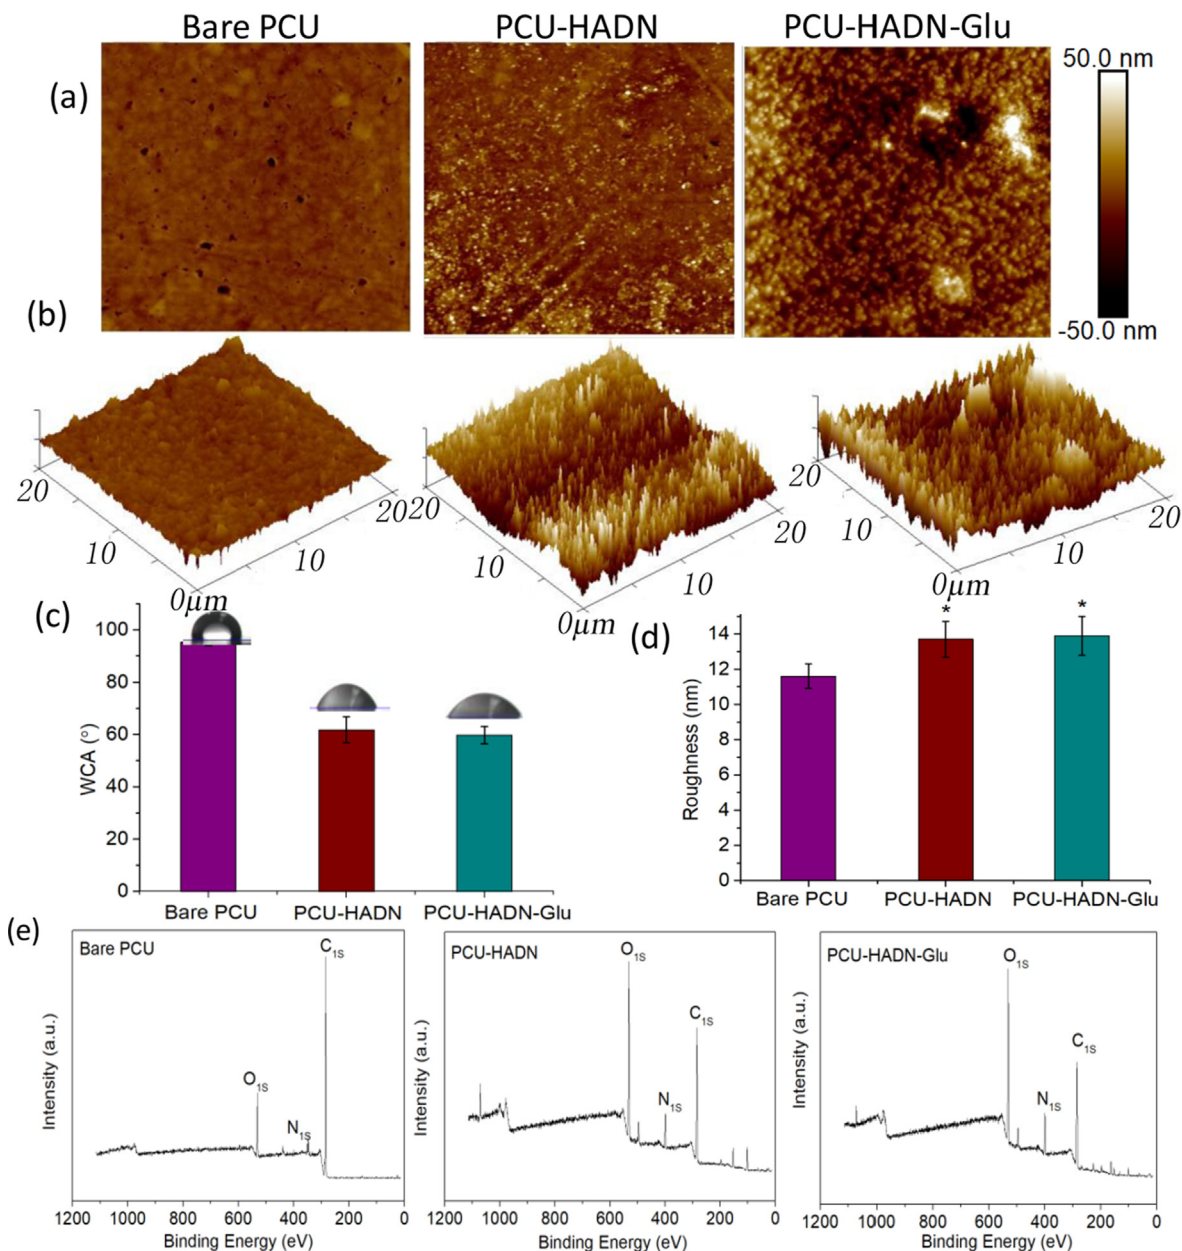 Bare PCU PCU-HADN PCU-HADN-Glu
(a)
50.0 nm
-50.0 nm
(b)
20 10 0μm 10 20
20 10 0μm 10 20
10 0μm 10 20
(c)
WCA (°)
100
80
60
40
20
0
Bare PCU PCU-HADN PCU-HADN-Glu
(d)
Roughness (nm)
* *
14
12
10
8
6
4
2
0
Bare PCU PCU-HADN PCU-HADN-Glu
(e)
Bare PCU
C1S
O1S
N1S
Intensity (a.u.)
1200 1000 800 600 400 200 0
Binding Energy (eV)
PCU-HADN
O1S
C1S
N1S
Intensity (a.u.)
1200 1000 800 600 400 200 0
Binding Energy (eV)
PCU-HADN-Glu
O1S
C1S
N1S
Intensity (a.u.)
1200 1000 800 600 400 200 0
Binding Energy (eV)